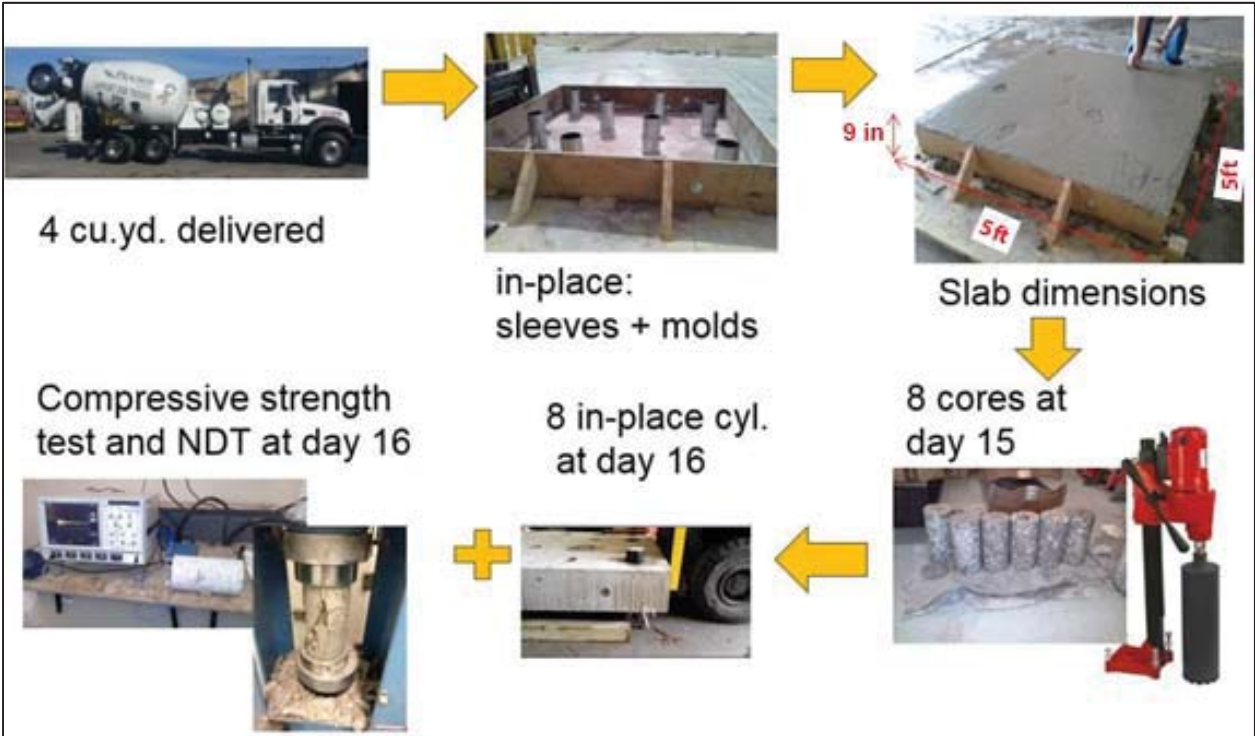 4 cu.yd. delivered
in-place:
sleeves + molds
9 in
5ft
5ft
Slab dimensions
8 cores at
day 15
8 in-place cyl.
at day 16
Compressive strength
test and NDT at day 16